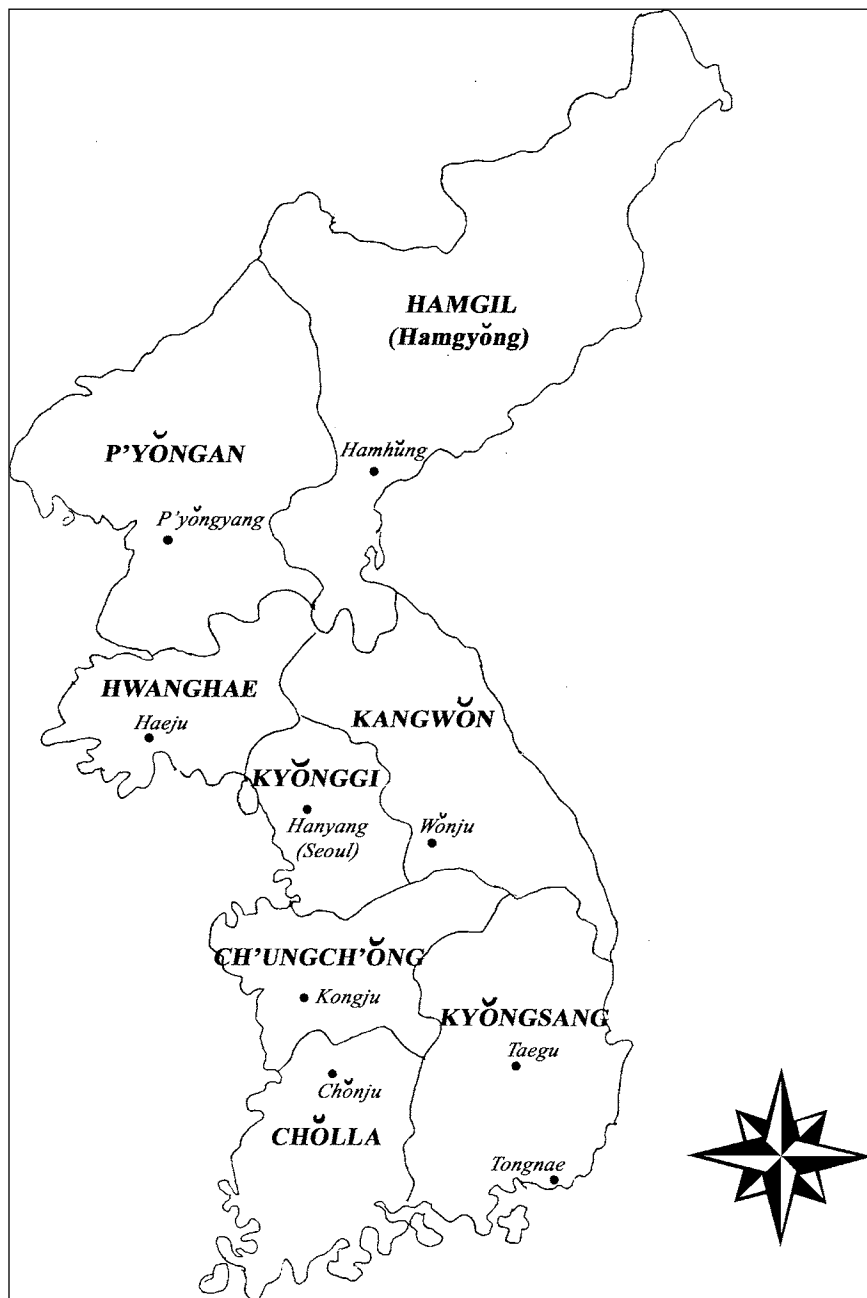 HAMGIL
(Hamgyŏng)
P'YŎNGAN
Hamhŭng
P'yŏngyang
HWANGHAE
Haeju
KANGWŎN
KYŎNGGI
Hanyang
(Seoul)
Wŏnju
CH'UNGCH'ŎNG
Kongju
KYŎNGSANG
Taegu
Chŏnju
CHŎLLA
Tongnae